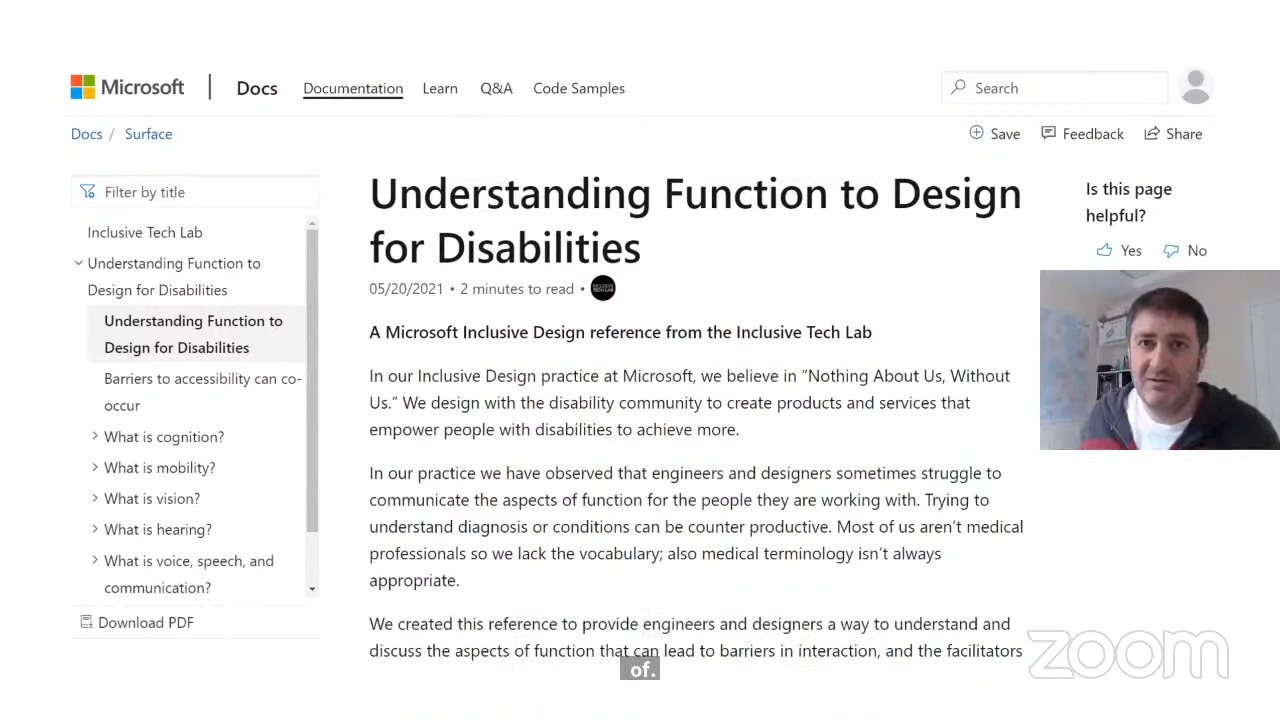 Microsoft
Docs
Documentation
Learn
Q&A
Code Samples
Search
Docs / Surface
Save
Feedback
Share
Filter by title
Inclusive Tech Lab
Understanding Function to
Design for Disabilities
Understanding Function to
Design for Disabilities
Barriers to accessibility can co-
occur
What is cognition?
What is mobility?
What is vision?
What is hearing?
What is voice, speech, and
communication?
Download PDF
Understanding Function to Design
for Disabilities
05/20/2021 • 2 minutes to read •
INCLUSIVE
TECH LAB
A Microsoft Inclusive Design reference from the Inclusive Tech Lab
In our Inclusive Design practice at Microsoft, we believe in ”Nothing About Us, Without
Us.” We design with the disability community to create products and services that
empower people with disabilities to achieve more.
In our practice we have observed that engineers and designers sometimes struggle to
communicate the aspects of function for the people they are working with. Trying to
understand diagnosis or conditions can be counter productive. Most of us aren’t medical
professionals so we lack the vocabulary; also medical terminology isn’t always
appropriate.
We created this reference to provide engineers and designers a way to understand and
discuss the aspects of function that can lead to barriers in interaction, and the facilitators
of.
Is this page
helpful?
Yes
No
zoom